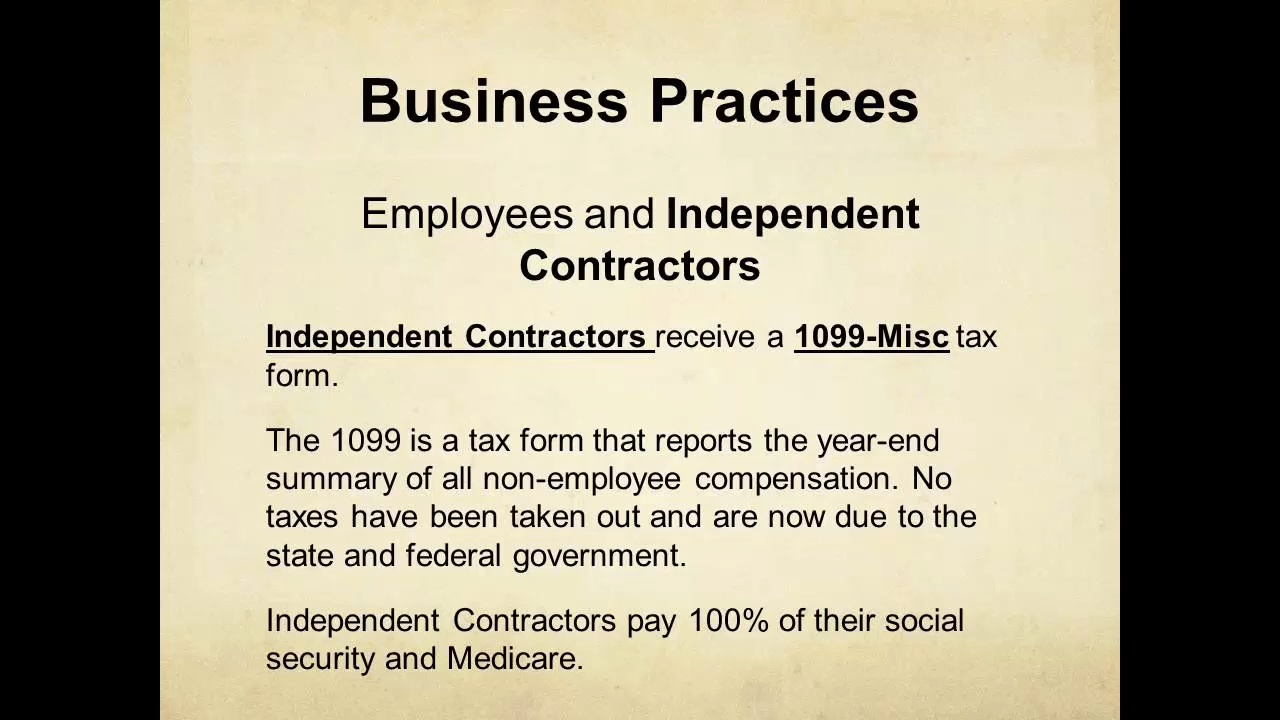 Business Practices
Employees and Independent
Contractors
Independent Contractors receive a 1099-Misc tax
form.
The 1099 is a tax form that reports the year-end
summary of all non-employee compensation. No
taxes have been taken out and are now due to the
state and federal government.
Independent Contractors pay 100% of their social
security and Medicare.